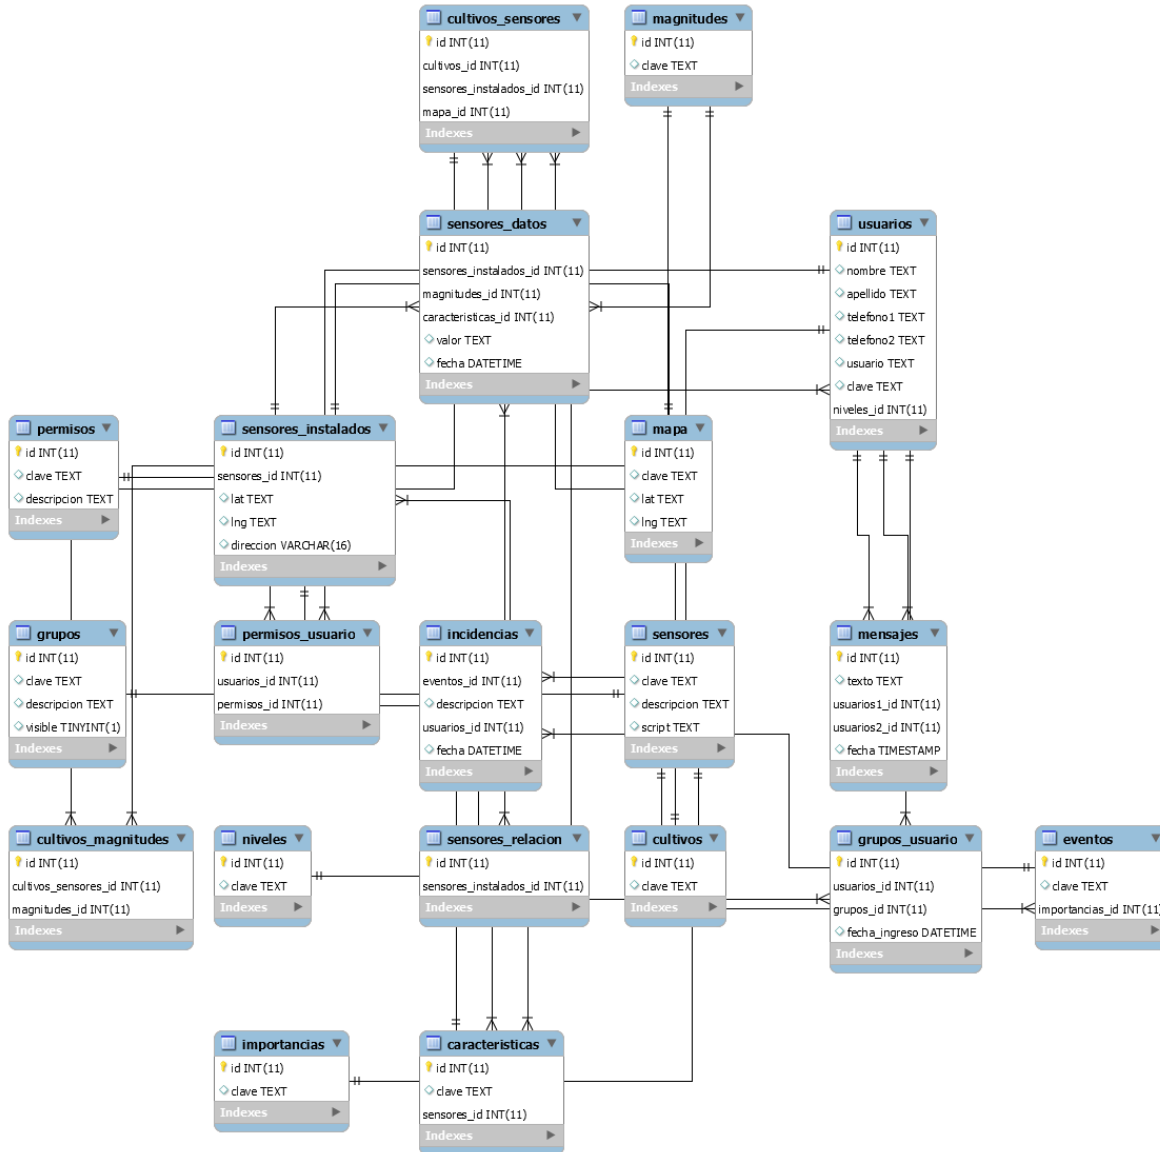 cultivos_sensores
id INT(11)
cultivos_id INT(11)
sensores_instalados_id INT(11)
mapa_id INT(11)
Indexes
magnitudes
id INT(11)
clave TEXT
Indexes
sensores_datos
id INT(11)
sensores_instalados_id INT(11)
magnitudes_id INT(11)
caracteristicas_id INT(11)
valor TEXT
fecha DATETIME
Indexes
usuarios
id INT(11)
nombre TEXT
apellido TEXT
telefono1 TEXT
telefono2 TEXT
usuario TEXT
clave TEXT
niveles_id INT(11)
Indexes
permisos
id INT(11)
clave TEXT
descripcion TEXT
Indexes
sensores_instalados
id INT(11)
sensores_id INT(11)
lat TEXT
lng TEXT
direccion VARCHAR(16)
Indexes
mapa
id INT(11)
clave TEXT
lat TEXT
lng TEXT
Indexes
grupos
id INT(11)
clave TEXT
descripcion TEXT
visible TINYINT(1)
Indexes
permisos_usuario
id INT(11)
usuarios_id INT(11)
permisos_id INT(11)
Indexes
incidencias
id INT(11)
eventos_id INT(11)
descripcion TEXT
usuarios_id INT(11)
fecha DATETIME
Indexes
sensores
id INT(11)
clave TEXT
descripcion TEXT
script TEXT
Indexes
mensajes
id INT(11)
texto TEXT
usuarios1_id INT(11)
usuarios2_id INT(11)
fecha TIMESTAMP
Indexes
cultivos_magnitudes
id INT(11)
cultivos_sensores_id INT(11)
magnitudes_id INT(11)
Indexes
niveles
id INT(11)
clave TEXT
Indexes
sensores_relacion
id INT(11)
sensores_instalados_id INT(11)
Indexes
cultivos
id INT(11)
clave TEXT
Indexes
grupos_usuario
id INT(11)
usuarios_id INT(11)
grupos_id INT(11)
fecha_ingreso DATETIME
Indexes
eventos
id INT(11)
clave TEXT
importancias_id INT(11)
Indexes
importancias
id INT(11)
clave TEXT
Indexes
caracteristicas
id INT(11)
clave TEXT
sensores_id INT(11)
Indexes